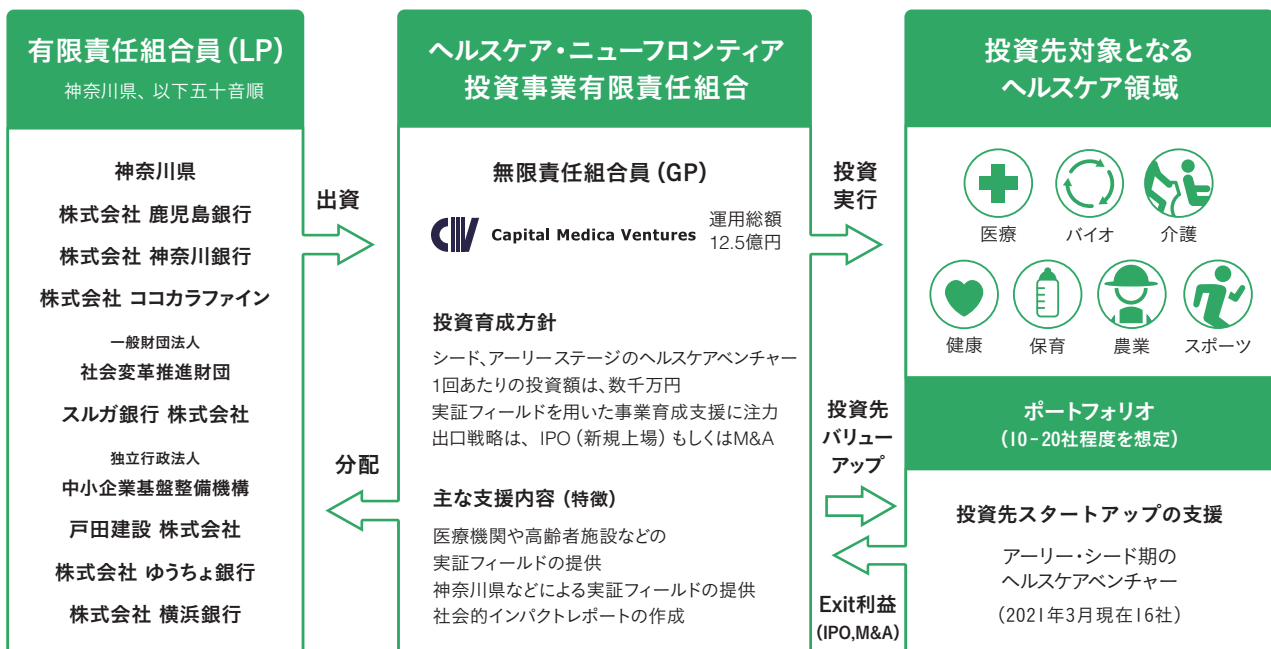 有限責任組合員 (LP)
神奈川県、以下五十音順
神奈川県
株式会社 鹿児島銀行
株式会社 神奈川銀行
株式会社 ココカラファイン
一般財団法人
社会変革推進財団
スルガ銀行 株式会社
独立行政法人
中小企業基盤整備機構
戸田建設 株式会社
株式会社 ゆうちょ銀行
株式会社 横浜銀行
出資
分配
ヘルスケア・ニューフロンティア
投資事業有限責任組合
無限責任組合員 (GP)
CMV Capital Medica Ventures
運用総額
12.5億円
投資育成方針
シード、アーリーステージのヘルスケアベンチャー
1回あたりの投資額は、数千万円
実証フィールドを用いた事業育成支援に注力
出口戦略は、IPO (新規上場) もしくはM&A
主な支援内容 (特徴)
医療機関や高齢者施設などの
実証フィールドの提供
神奈川県などによる実証フィールドの提供
社会的インパクトレポートの作成
投資
実行
投資先
バリュー
アップ
Exit利益
(IPO,M&A)
投資先対象となる
ヘルスケア領域
医療
バイオ
介護
健康
保育
農業
スポーツ
ポートフォリオ
(10-20社程度を想定)
投資先スタートアップの支援
アーリー・シード期の
ヘルスケアベンチャー
(2021年3月現在16社)